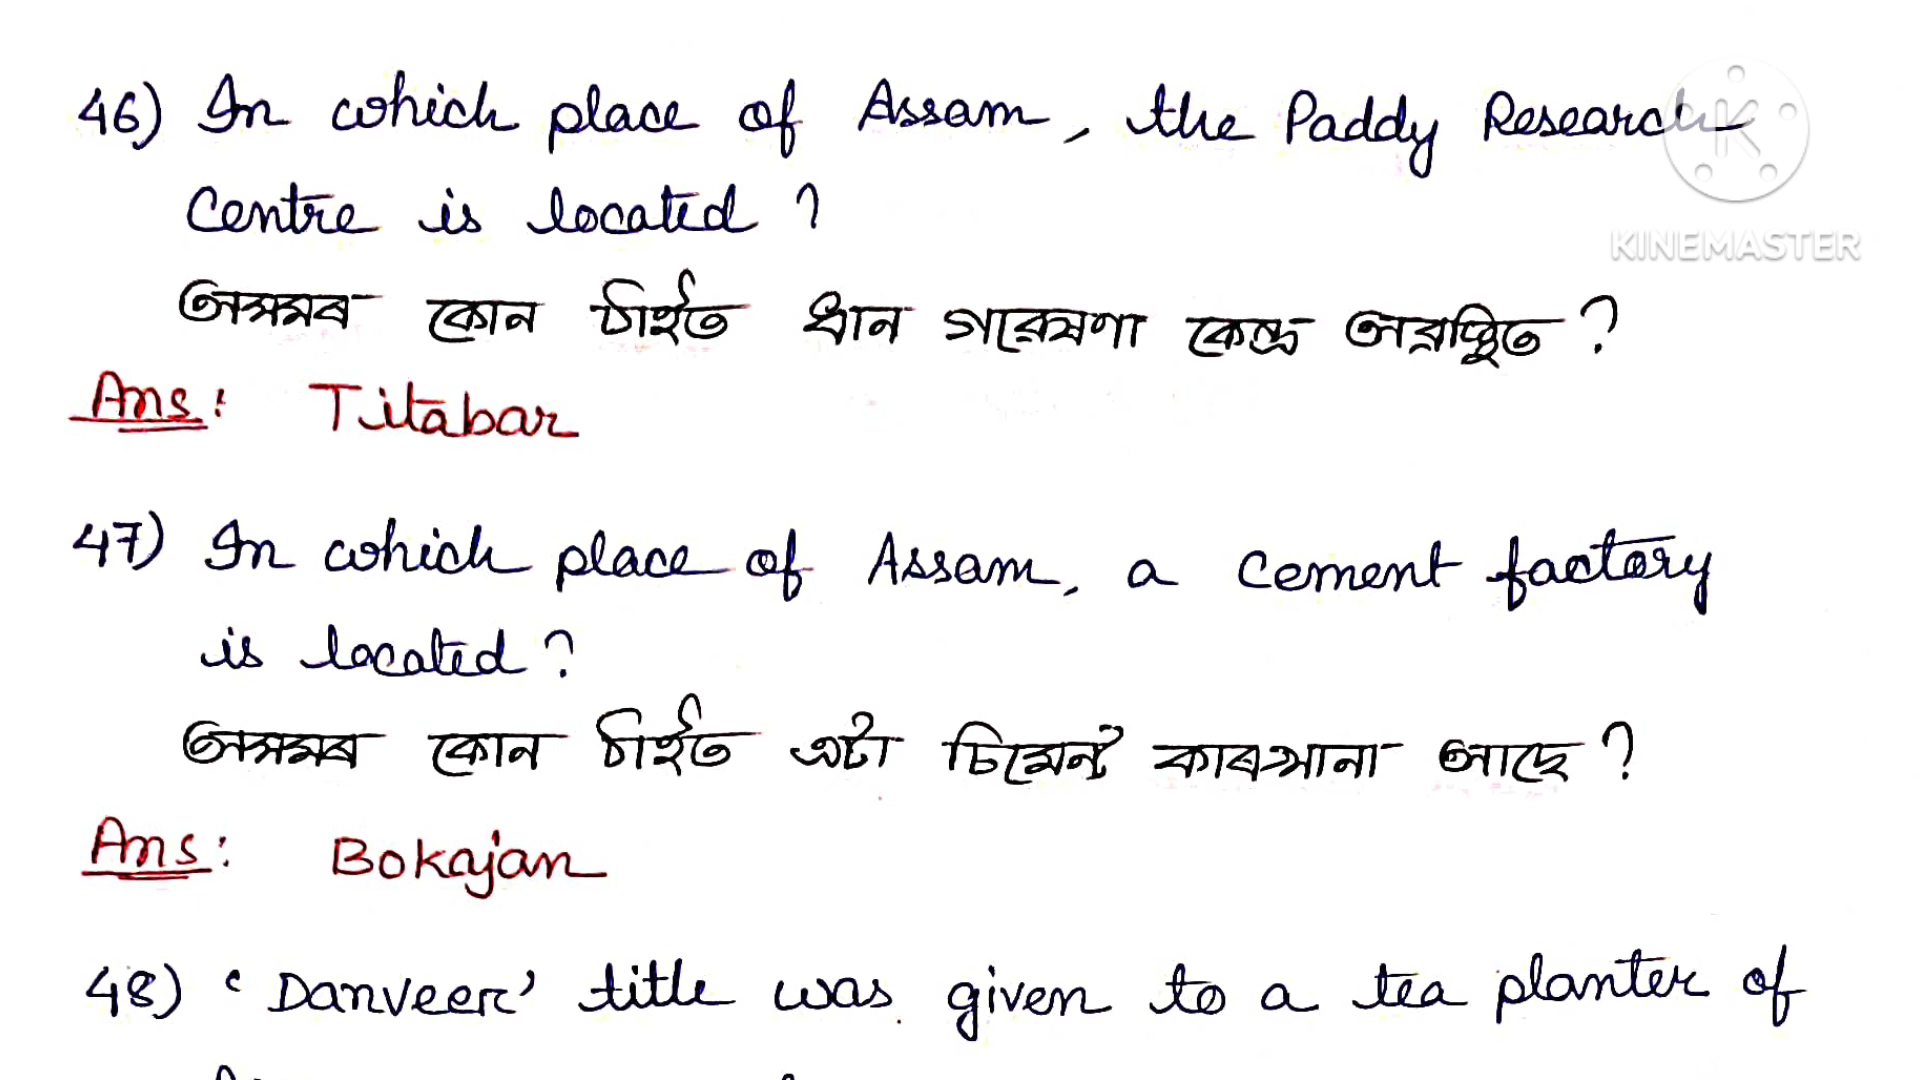 46) In which place of Assam, the Paddy Research
Centre is located ?
অসমৰ কোন ঠাইত ধান গৱেষণা কেন্দ্ৰ অৱস্থিত ?
Ans: Titabar
47) In which place of Assam, a cement factory
is located ?
অসমৰ কোন ঠাইত এটা চিমেন্ট কাৰখানা আছে ?
Ans: Bokajan
48) 'Danveer' title was given to a tea planter of
KINEMASTER